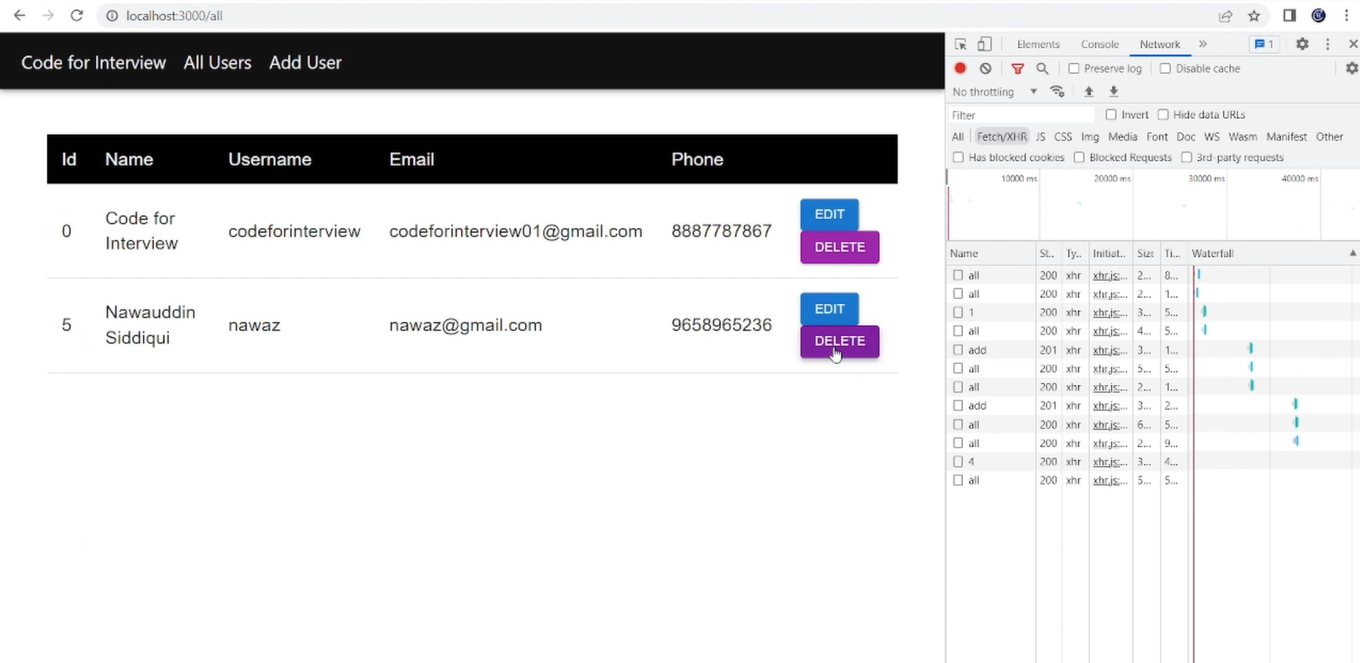 localhost:3000/all
Code for Interview All Users Add User
Id Name Username Email Phone
0 Code for Interview codeforinterview codeforinterview01@gmail.com 8887787867
EDIT
DELETE
5 Nawauddin Siddiqui nawaz nawaz@gmail.com 9658965236
EDIT
DELETE
Elements Console Network » 1
Preserve log Disable cache
No throttling
Filter Invert Hide data URLs
All Fetch/XHR JS CSS Img Media Font Doc WS Wasm Manifest Other
Has blocked cookies Blocked Requests 3rd-party requests
10000 ms 20000 ms 30000 ms 40000 ms
Name St.. Ty.. Initiat.. Size Ti... Waterfall
all 200 xhr xhr.js:... 2... 8...
all 200 xhr xhr.js:... 2... 1...
1 200 xhr xhr.js:... 3... 5...
all 200 xhr xhr.js:... 4... 5...
add 201 xhr xhr.js:... 3... 1...
all 200 xhr xhr.js:... 5... 5...
all 200 xhr xhr.js:... 2... 1...
add 201 xhr xhr.js:... 3... 2...
all 200 xhr xhr.js:... 6... 5...
all 200 xhr xhr.js:... 2... 9...
4 200 xhr xhr.js:... 3... 4...
all 200 xhr xhr.js:... 5... 5...